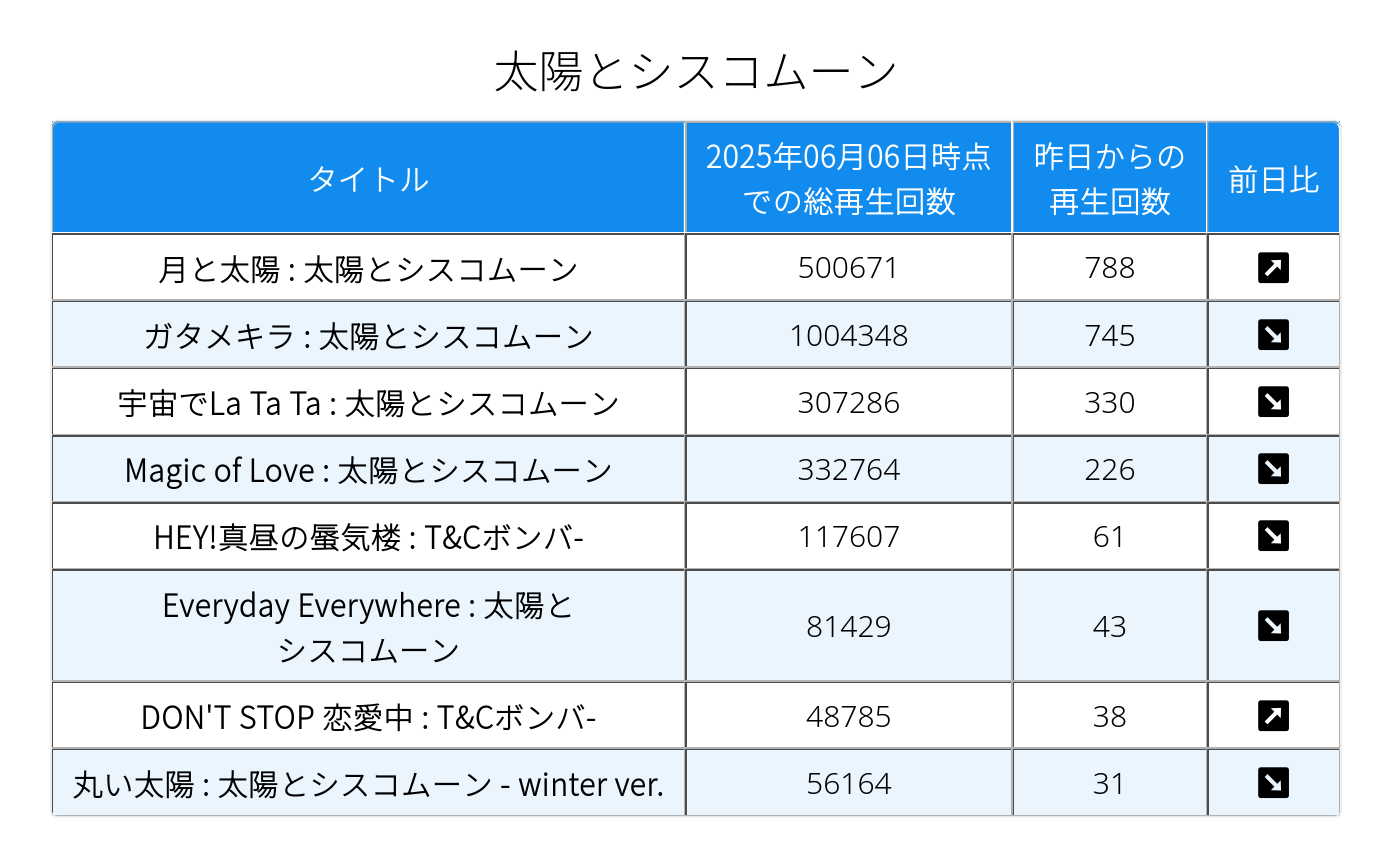 太陽とシスコムーン
タイトル
2025年06月06日時点
での総再生回数
昨日からの
再生回数
前日比
月と太陽 : 太陽とシスコムーン
500671
788
ガタメキラ : 太陽とシスコムーン
1004348
745
宇宙でLa Ta Ta : 太陽とシスコムーン
307286
330
Magic of Love : 太陽とシスコムーン
332764
226
HEY!真昼の蜃気楼 : T&Cボンバ-
117607
61
Everyday Everywhere : 太陽と
シスコムーン
81429
43
DON'T STOP 恋愛中 : T&Cボンバ-
48785
38
丸い太陽 : 太陽とシスコムーン - winter ver.
56164
31